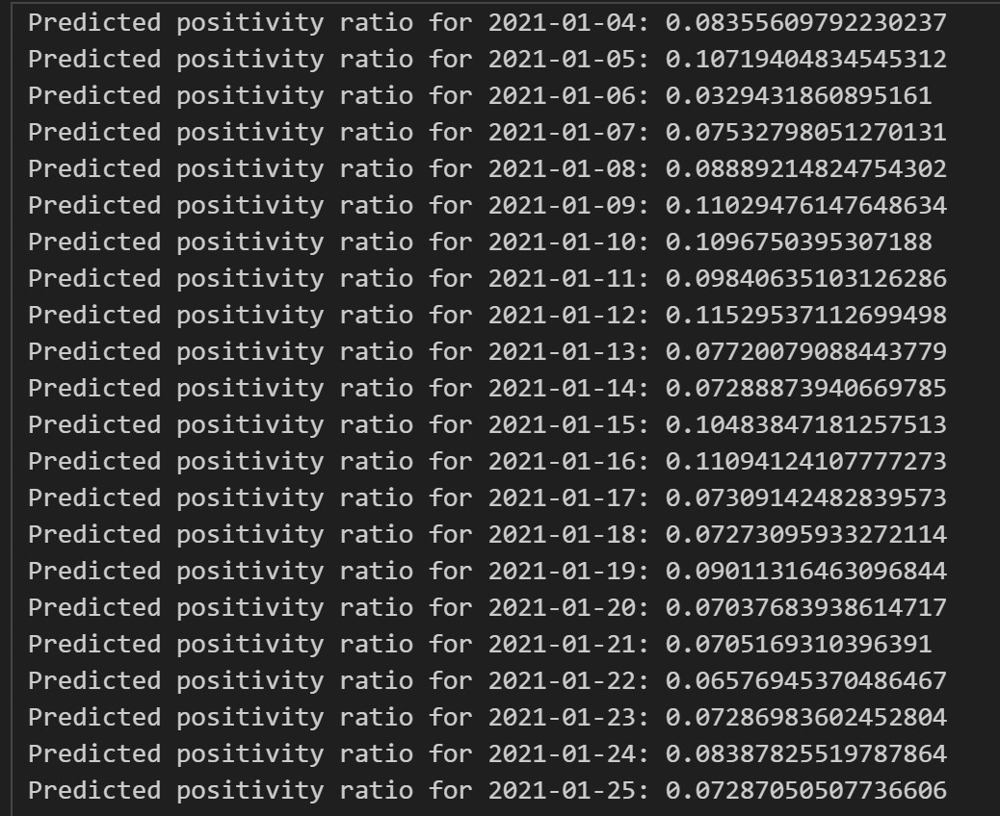 Predicted positivity ratio for 2021-01-04: 0.08355609792230237
Predicted positivity ratio for 2021-01-05: 0.10719404834545312
Predicted positivity ratio for 2021-01-06: 0.0329431860895161
Predicted positivity ratio for 2021-01-07: 0.07532798051270131
Predicted positivity ratio for 2021-01-08: 0.08889214824754302
Predicted positivity ratio for 2021-01-09: 0.11029476147648634
Predicted positivity ratio for 2021-01-10: 0.1096750395307188
Predicted positivity ratio for 2021-01-11: 0.09840635103126286
Predicted positivity ratio for 2021-01-12: 0.11529537112699498
Predicted positivity ratio for 2021-01-13: 0.07720079088443779
Predicted positivity ratio for 2021-01-14: 0.07288873940669785
Predicted positivity ratio for 2021-01-15: 0.10483847181257513
Predicted positivity ratio for 2021-01-16: 0.11094124107777273
Predicted positivity ratio for 2021-01-17: 0.07309142482839573
Predicted positivity ratio for 2021-01-18: 0.07273095933272114
Predicted positivity ratio for 2021-01-19: 0.09011316463096844
Predicted positivity ratio for 2021-01-20: 0.07037683938614717
Predicted positivity ratio for 2021-01-21: 0.0705169310396391
Predicted positivity ratio for 2021-01-22: 0.06576945370486467
Predicted positivity ratio for 2021-01-23: 0.07286983602452804
Predicted positivity ratio for 2021-01-24: 0.08387825519787864
Predicted positivity ratio for 2021-01-25: 0.07287050507736606